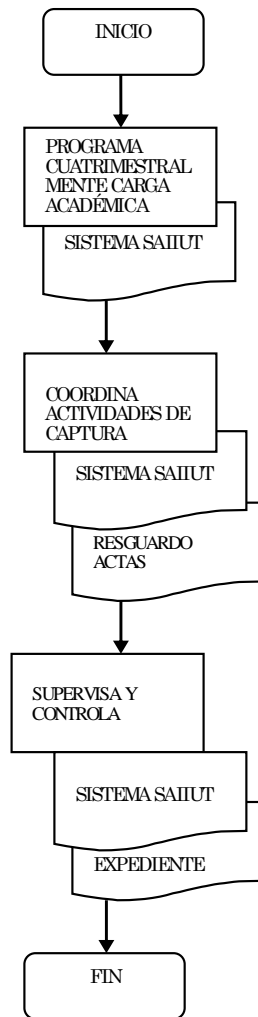 INICIO
PROGRAMA
CUATRIMESTRAL
MENTE CARGA
ACADÉMICA
SISTEMA SAIIUT
COORDINA
ACTIVIDADES DE
CAPTURA
SISTEMA SAIIUT
RESGUARDO
ACTAS
SUPERVISA Y
CONTROLA
SISTEMA SAIIUT
EXPEDIENTE
FIN